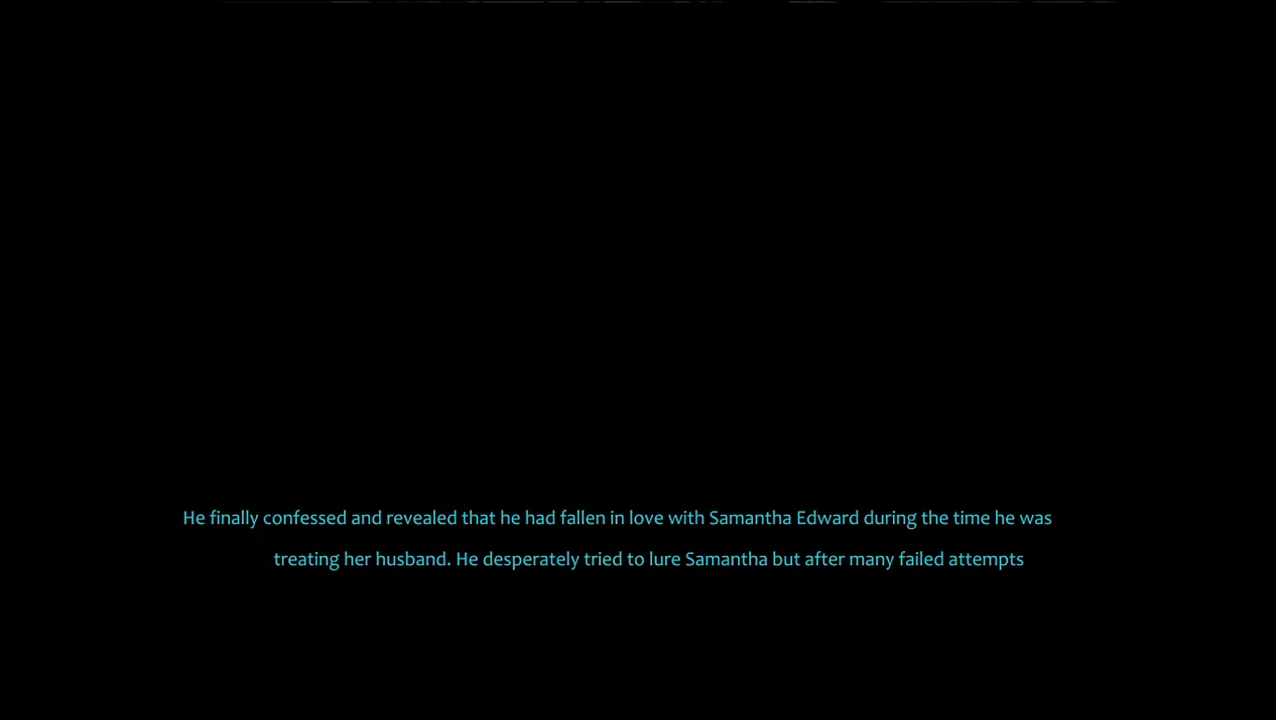 He finally confessed and revealed that he had fallen in love with Samantha Edward during the time he was
treating her husband. He desperately tried to lure Samantha but after many failed attempts